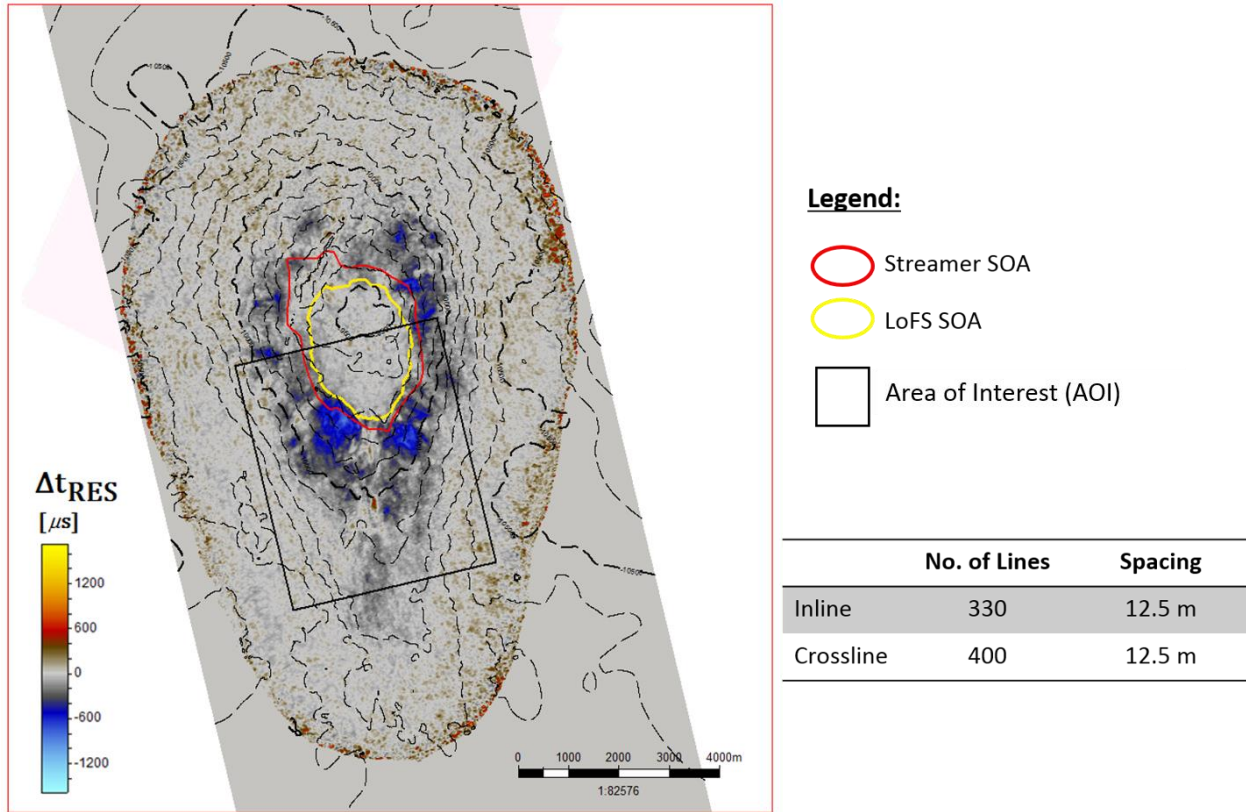 Legend:
Streamer SOA
LoFS SOA
Area of Interest (AOI)
Δt_RES
[μs]
1200
600
0
-600
-1200
0 1000 2000 3000 4000m
1:82576
No. of Lines Spacing
Inline 330 12.5 m
Crossline 400 12.5 m
-10500